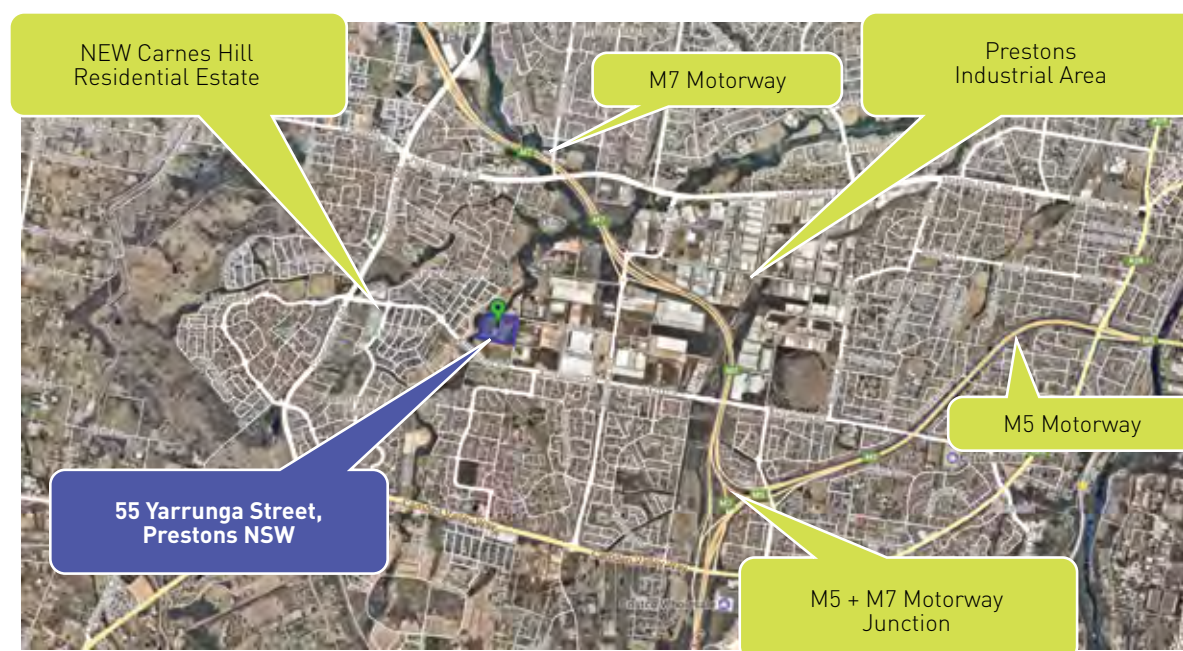 NEW Carnes Hill
Residential Estate
M7 Motorway
Prestons
Industrial Area
M5 Motorway
55 Yarrunga Street,
Prestons NSW
M5 + M7 Motorway
Junction